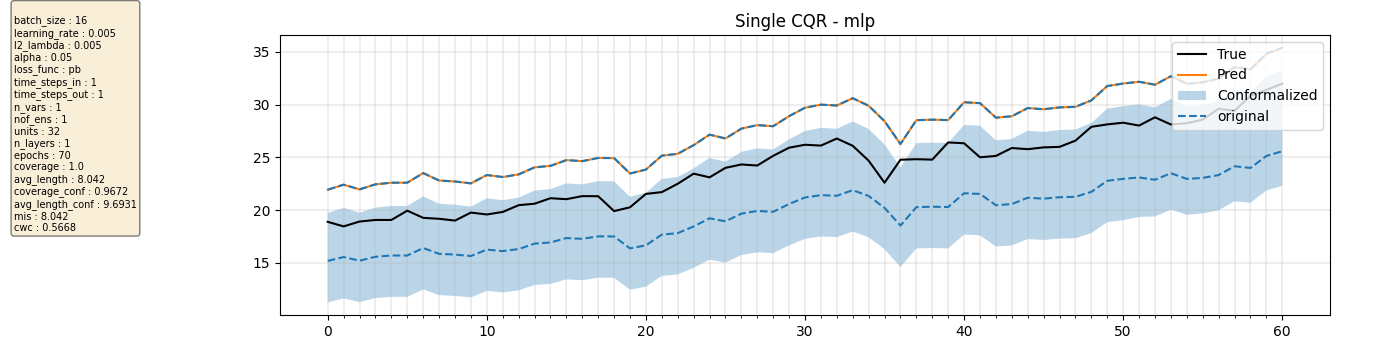 batch_size : 16
learning_rate : 0.005
l2_lambda : 0.005
alpha : 0.05
loss_func : pb
time_steps_in : 1
time_steps_out : 1
n_vars : 1
nof_ens : 1
units : 32
n_layers : 1
epochs : 70
coverage : 1.0
avg_length : 8.042
coverage_conf : 0.9672
avg_length_conf : 9.6931
mis : 8.042
cwc : 0.5668
Single CQR - mlp
35
30
25
20
15
True
Pred
Conformalized
original
0 10 20 30 40 50 60